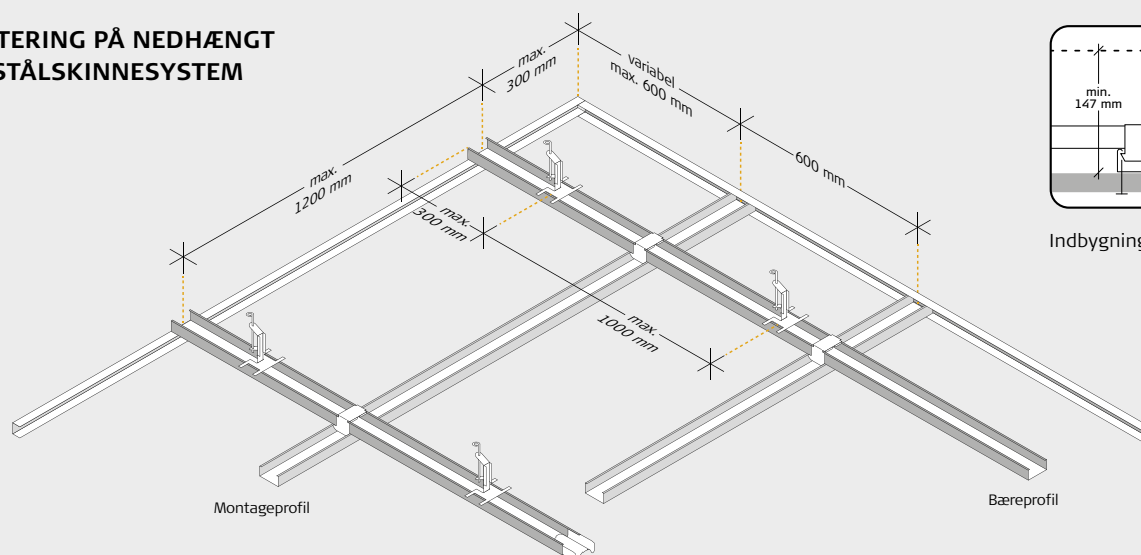 TERING PÅ NEDHÆNGT
STÅLSKINNESYSTEM
max.
300 mm
variabel
max. 600 mm
600 mm
max.
1200 mm
max.
300 mm
max.
1000 mm
min.
147 mm
Indbygning
Montageprofil
Bæreprofil